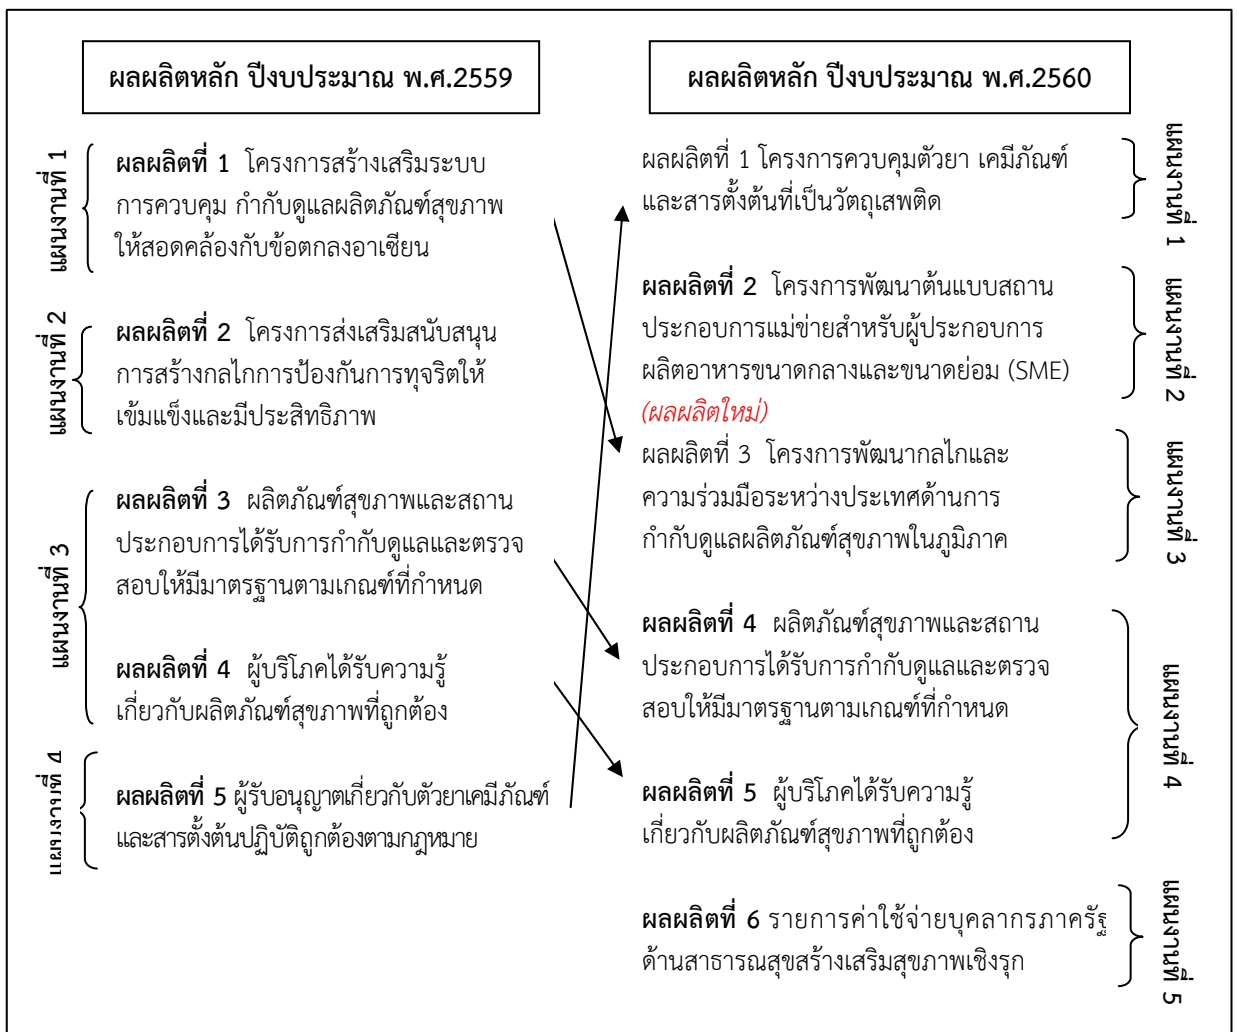 ผลผลิตหลัก ปีงบประมาณ พ.ศ.2559
แผนงานที่ 1
ผลผลิตที่ 1 โครงการสร้างเสริมระบบ
การควบคุม กำกับดูแลผลิตภัณฑ์สุขภาพ
ให้สอดคล้องกับข้อตกลงอาเซียน
แผนงานที่ 2
ผลผลิตที่ 2 โครงการส่งเสริมสนับสนุน
การสร้างกลไกการป้องกันการทุจริตให้
เข้มแข็งและมีประสิทธิภาพ
แผนงานที่ 3
ผลผลิตที่ 3 ผลิตภัณฑ์สุขภาพและสถาน
ประกอบการได้รับการกำกับดูแลและตรวจ
สอบให้มีมาตรฐานตามเกณฑ์ที่กำหนด
ผลผลิตที่ 4 ผู้บริโภคได้รับความรู้
เกี่ยวกับผลิตภัณฑ์สุขภาพที่ถูกต้อง
แผนงานที่ 4
ผลผลิตที่ 5 ผู้รับอนุญาตเกี่ยวกับตัวยาเคมีภัณฑ์
และสารตั้งต้นปฏิบัติถูกต้องตามกฎหมาย
ผลผลิตหลัก ปีงบประมาณ พ.ศ.2560
ผลผลิตที่ 1 โครงการควบคุมตัวยา เคมีภัณฑ์
และสารตั้งต้นที่เป็นวัตถุเสพติด
แผนงานที่ 1
ผลผลิตที่ 2 โครงการพัฒนาต้นแบบสถาน
ประกอบการแม่ข่ายสำหรับผู้ประกอบการ
ผลิตอาหารขนาดกลางและขนาดย่อม (SME)
(ผลผลิตใหม่)
แผนงานที่ 2
ผลผลิตที่ 3 โครงการพัฒนากลไกและ
ความร่วมมือระหว่างประเทศด้านการ
กำกับดูแลผลิตภัณฑ์สุขภาพในภูมิภาค
แผนงานที่ 3
ผลผลิตที่ 4 ผลิตภัณฑ์สุขภาพและสถาน
ประกอบการได้รับการกำกับดูแลและตรวจ
สอบให้มีมาตรฐานตามเกณฑ์ที่กำหนด
ผลผลิตที่ 5 ผู้บริโภคได้รับความรู้
เกี่ยวกับผลิตภัณฑ์สุขภาพที่ถูกต้อง
แผนงานที่ 4
ผลผลิตที่ 6 รายการค่าใช้จ่ายบุคลากรภาครัฐ
ด้านสาธารณสุขสร้างเสริมสุขภาพเชิงรุก
แผนงานที่ 5